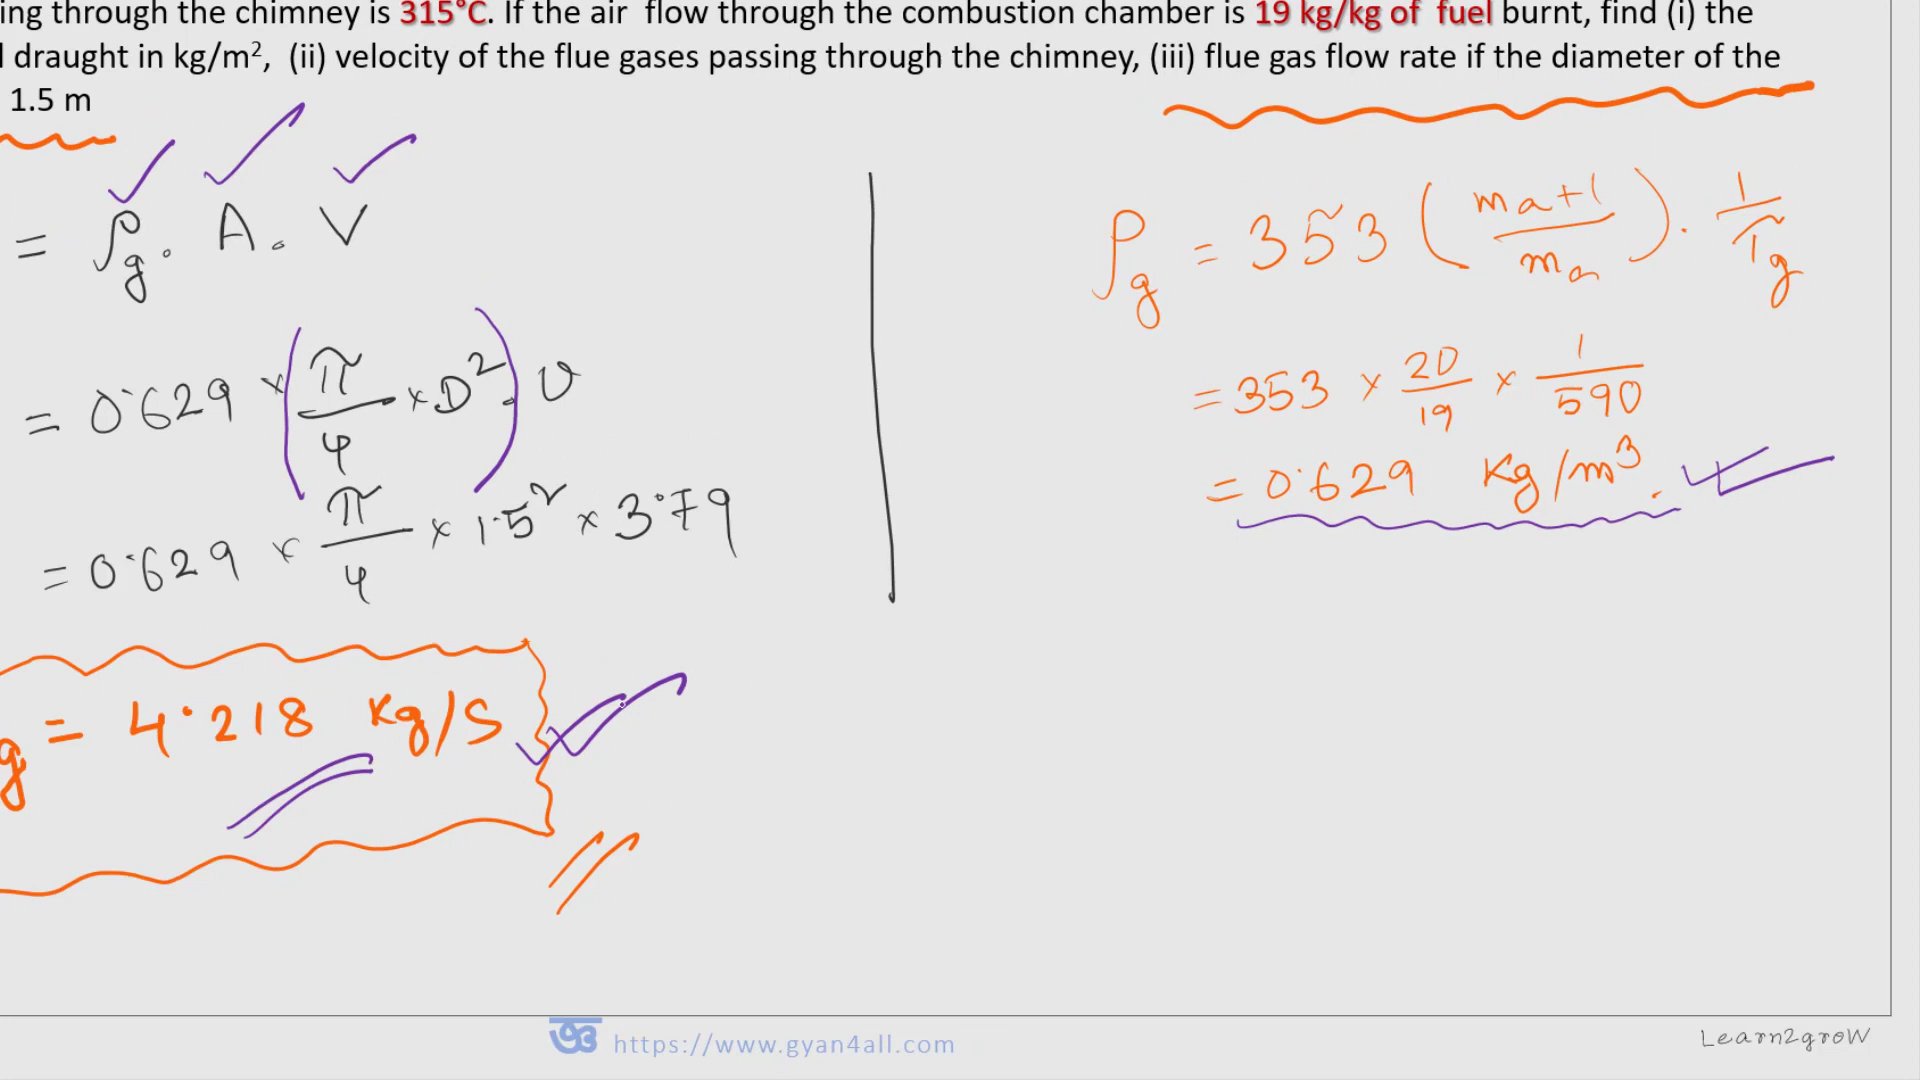 ing through the chimney is 315°C. If the air flow through the combustion chamber is 19 kg/kg of fuel burnt, find (i) the
l draught in kg/m², (ii) velocity of the flue gases passing through the chimney, (iii) flue gas flow rate if the diameter of the
1.5 m
= ρg . A . V
= 0.629 × (π/4 × D²) . v
= 0.629 × π/4 × 1.5² × 3.79
g = 4.218 Kg/S
ρg = 353 (ma+1/ma) . 1/Tg
= 353 × 20/19 × 1/590
= 0.629 Kg/m³.
https://www.gyan4all.com
Learn2groW